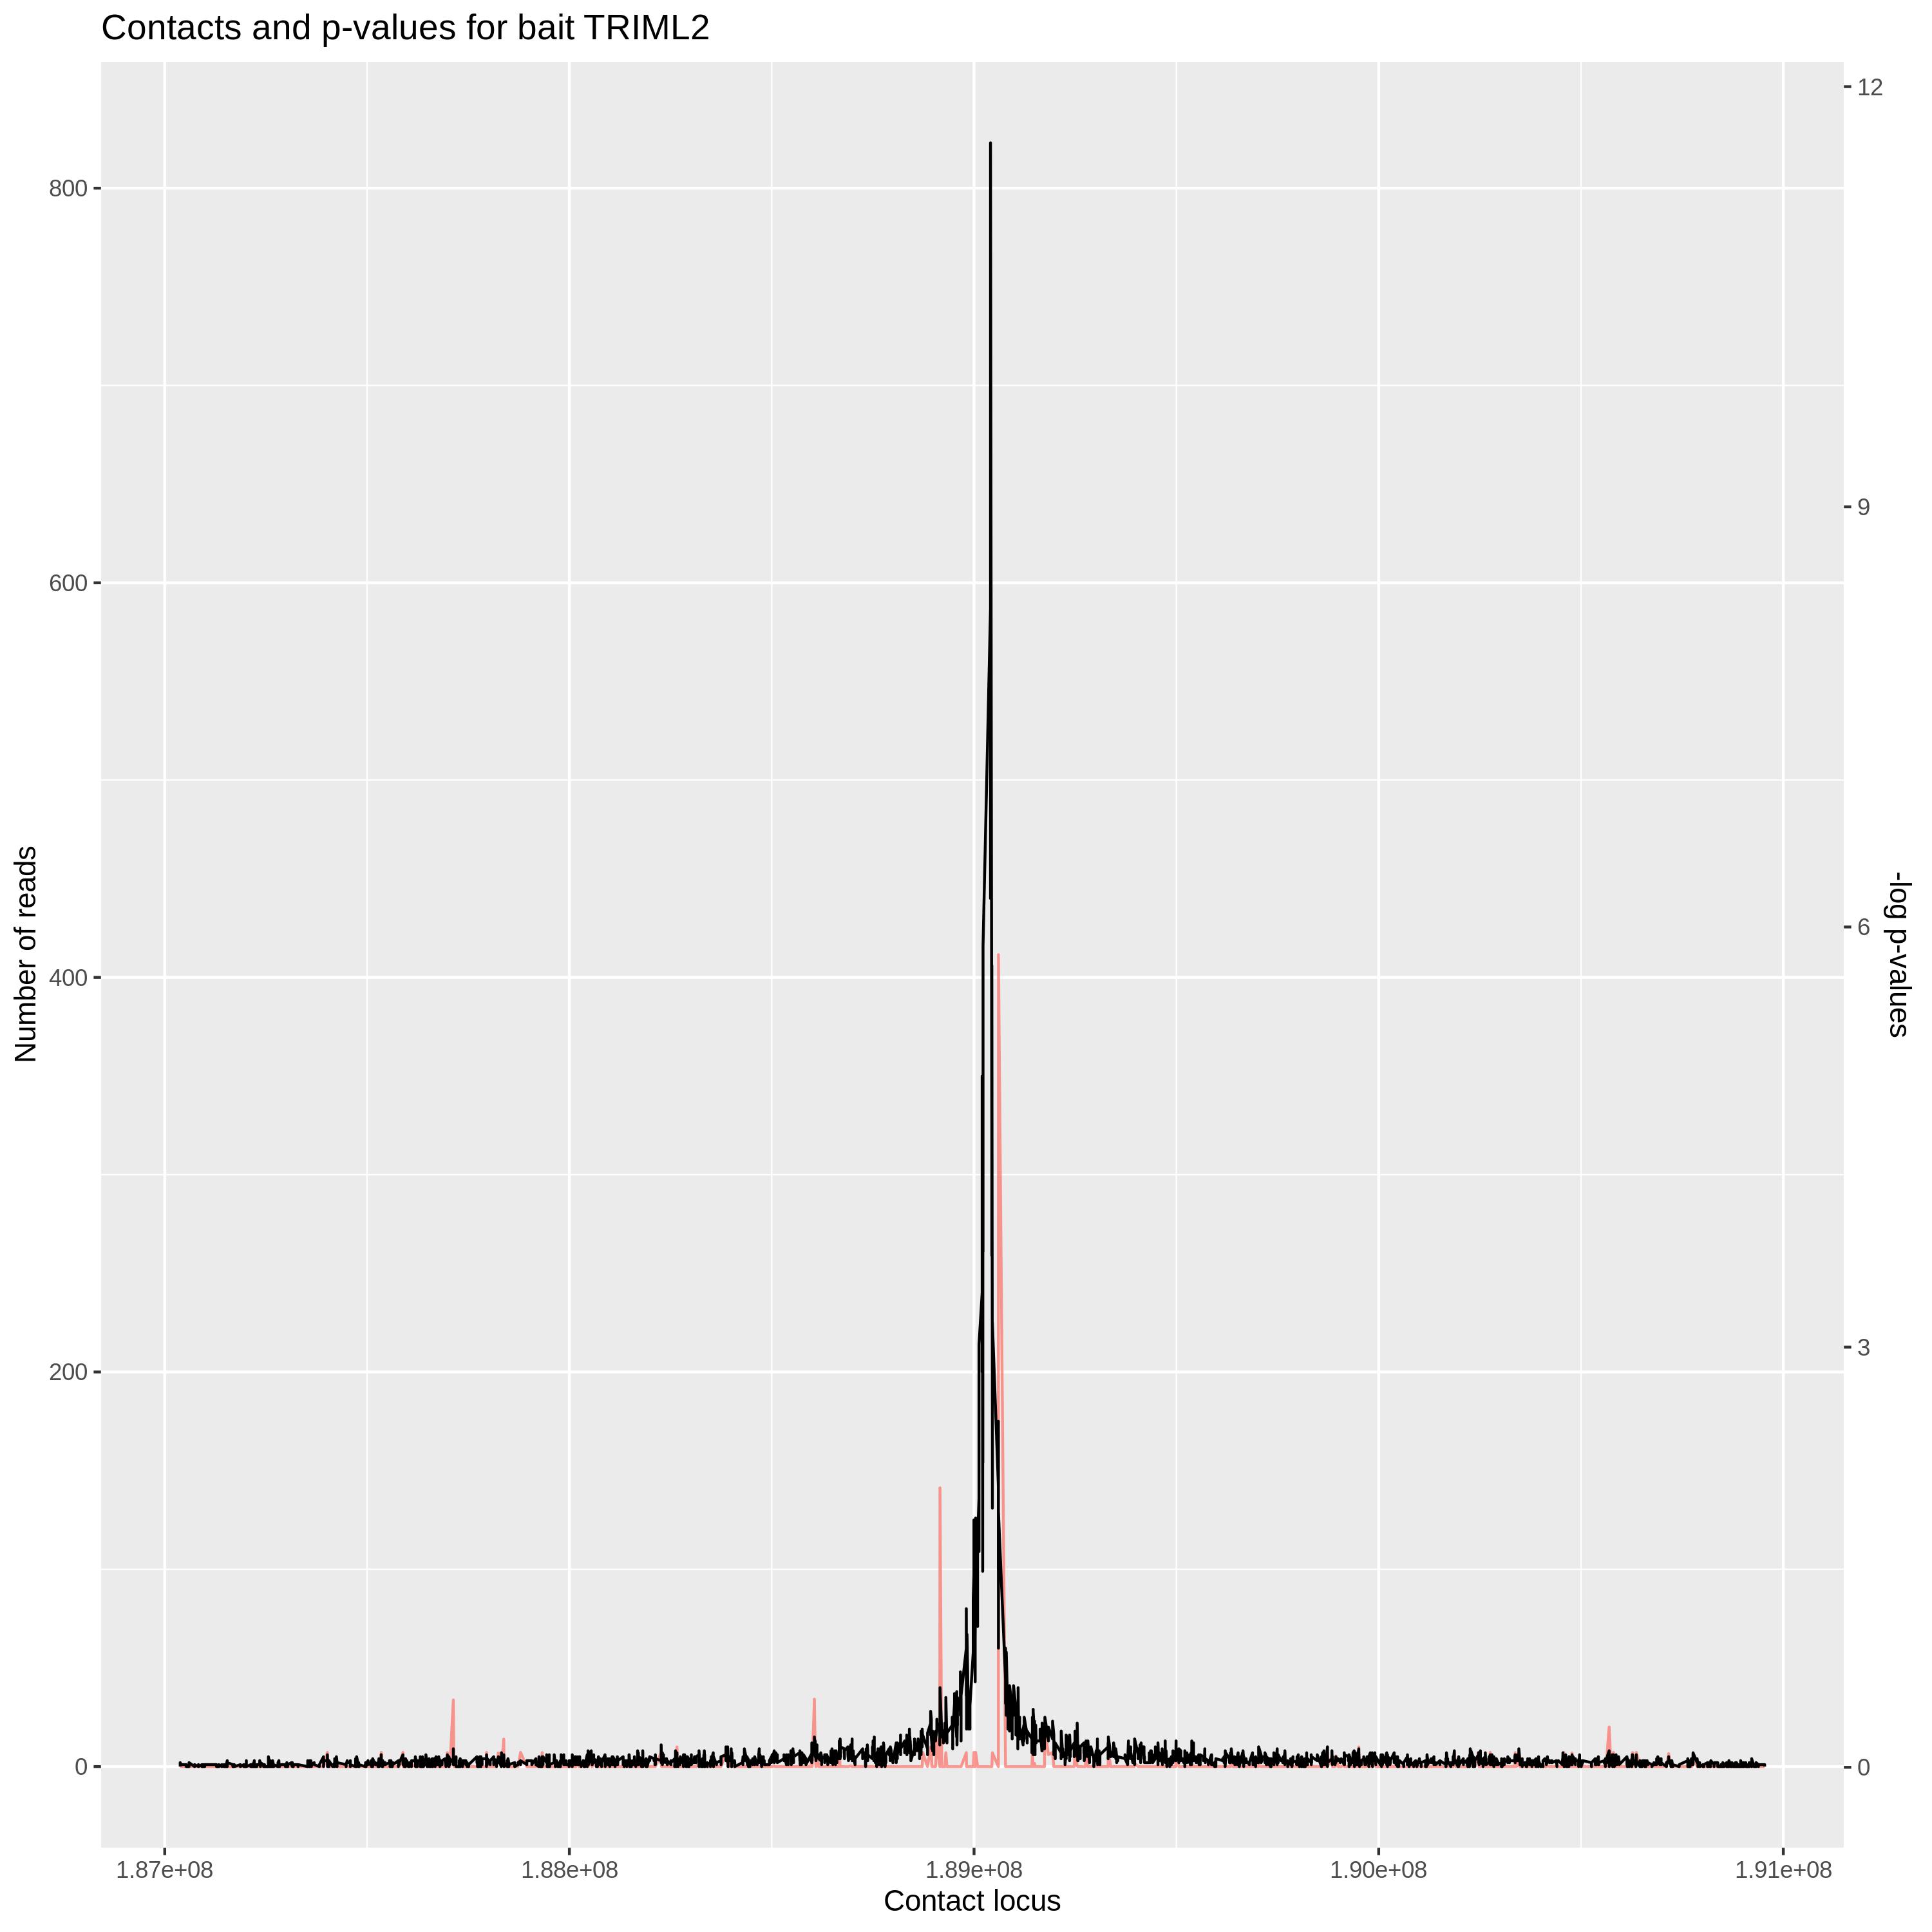 Contacts and p-values for bait TRIML2
12
800
9
600
6
400
3
200
0
0
Number of reads
-log p-values
1.87e+08
1.88e+08
1.89e+08
1.90e+08
1.91e+08
Contact locus